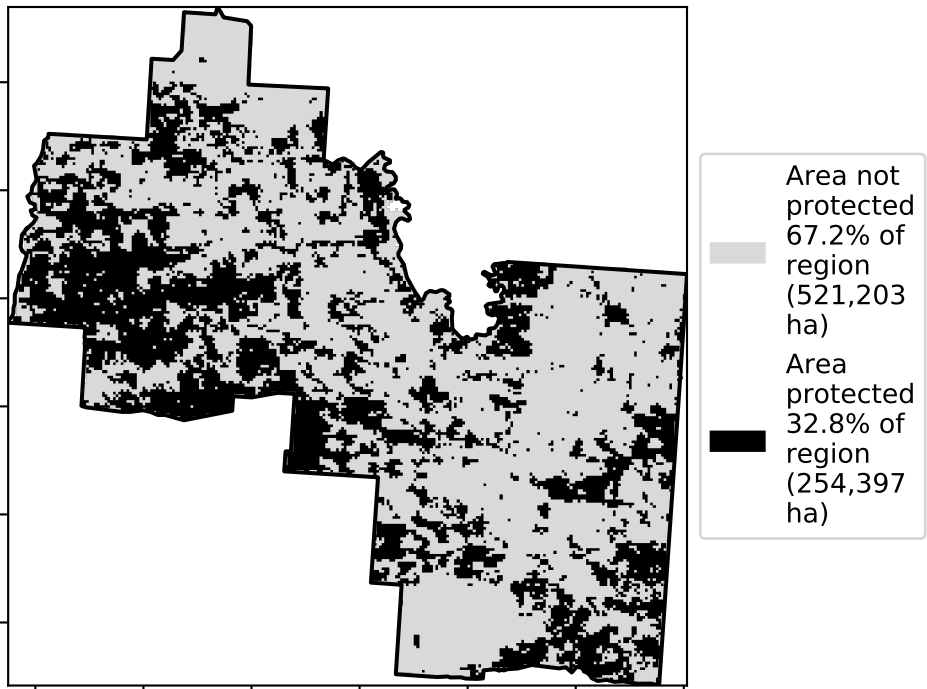 Area not
protected
67.2% of
region
(521,203
ha)
Area
protected
32.8% of
region
(254,397
ha)